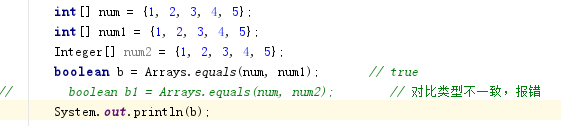 int[] num = {1, 2, 3, 4, 5};
int[] num1 = {1, 2, 3, 4, 5};
Integer[] num2 = {1, 2, 3, 4, 5};
boolean b = Arrays.equals(num, num1);        // true
//        boolean b1 = Arrays.equals(num, num2);        // 对比类型不一致，报错
System.out.println(b);